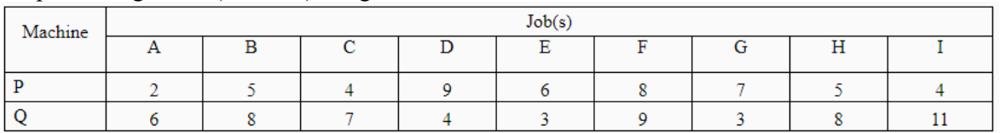 Machine Job(s)
A B C D E F G H I
P 2 5 4 9 6 8 7 5 4
Q 6 8 7 4 3 9 3 8 11